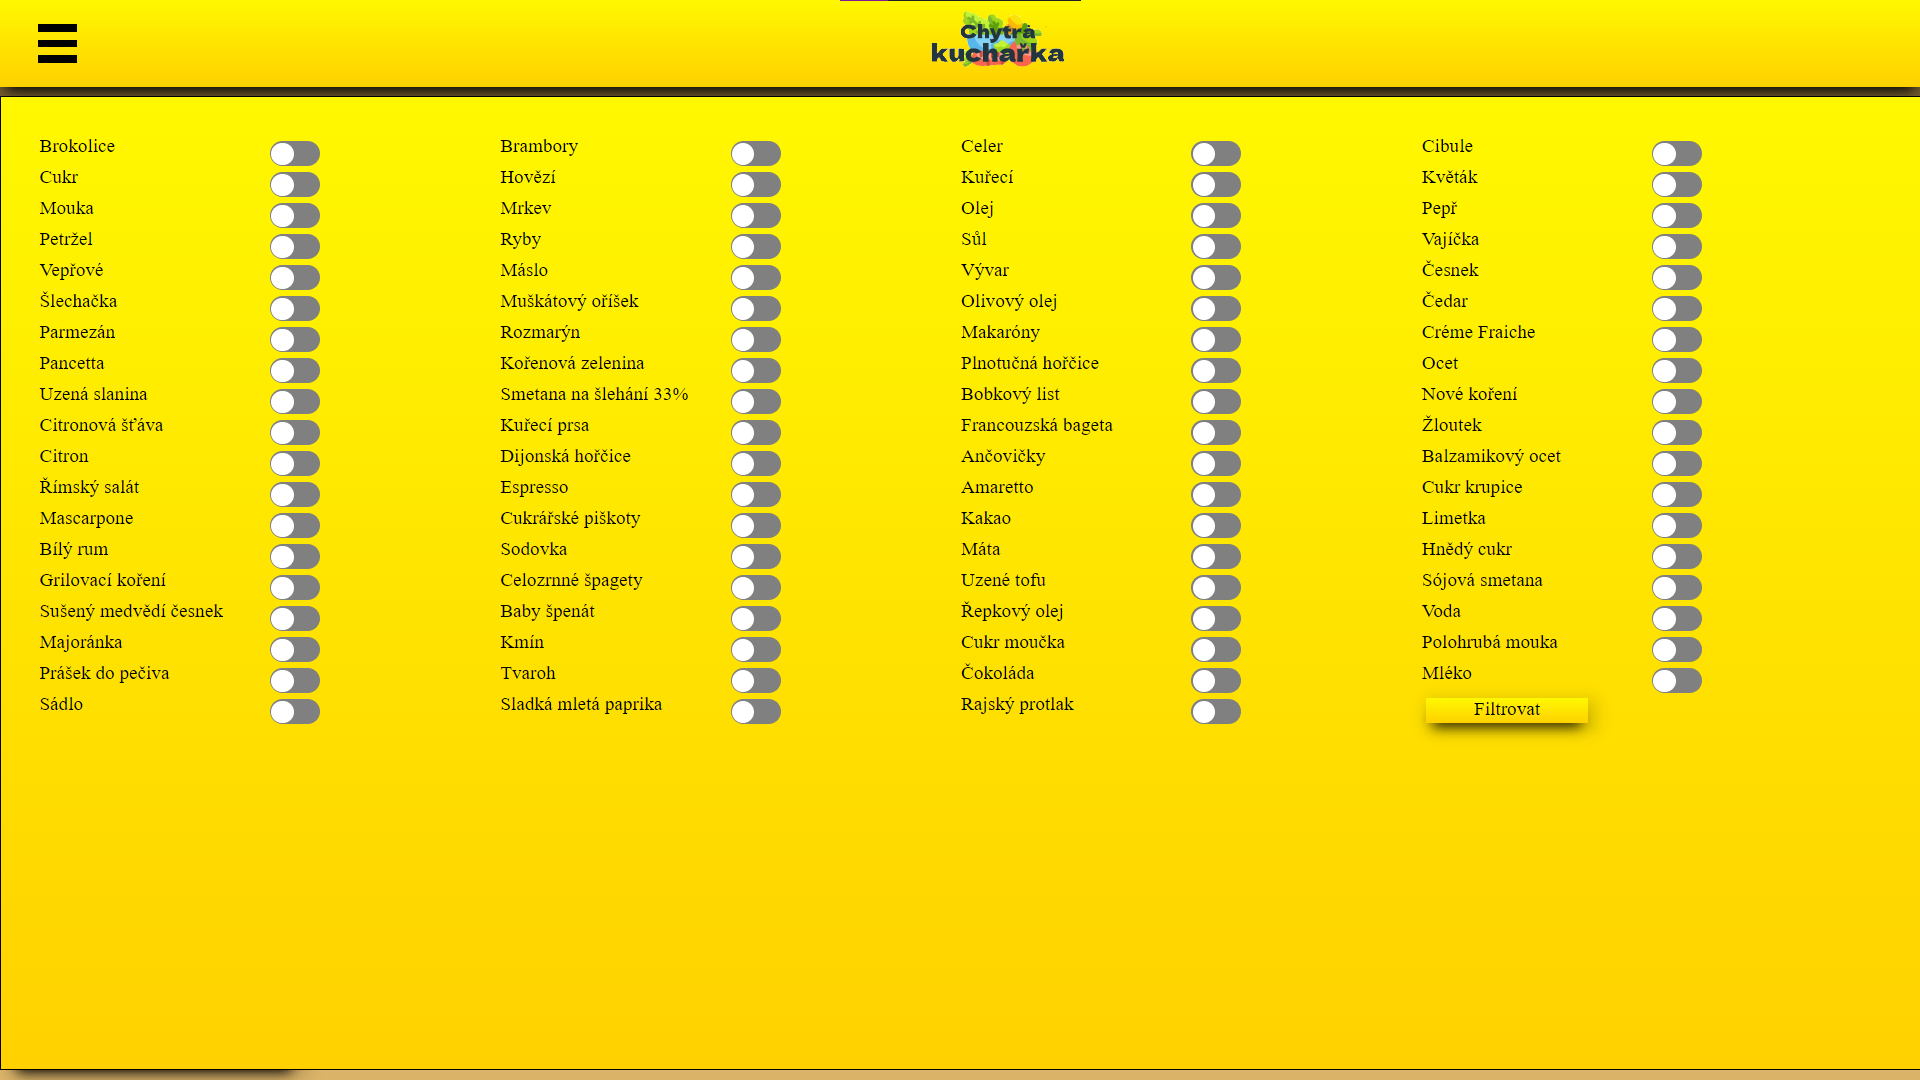 Chytrá
kuchařka
Brokolice Brambory Celer Cibule
Cukr Hovězí Kuřecí Květák
Mouka Mrkev Olej Pepř
Petržel Ryby Sůl Vajíčka
Vepřové Máslo Vývar Česnek
Šlechačka Muškátový oříšek Olivový olej Čedar
Parmezán Rozmarýn Makaróny Créme Fraiche
Pancetta Kořenová zelenina Plnotučná hořčice Ocet
Uzená slanina Smetana na šlehání 33% Bobkový list Nové koření
Citronová šťáva Kuřecí prsa Francouzská bageta Žloutek
Citron Dijonská hořčice Ančovičky Balzamikový ocet
Římský salát Espresso Amaretto Cukr krupice
Mascarpone Cukrářské piškoty Kakao Limetka
Bílý rum Sodovka Máta Hnědý cukr
Grilovací koření Celozrnné špagety Uzené tofu Sójová smetana
Sušený medvědí česnek Baby špenát Řepkový olej Voda
Majoránka Kmín Cukr moučka Polohrubá mouka
Prášek do pečiva Tvaroh Čokoláda Mléko
Sádlo Sladká mletá paprika Rajský protlak Filtrovat